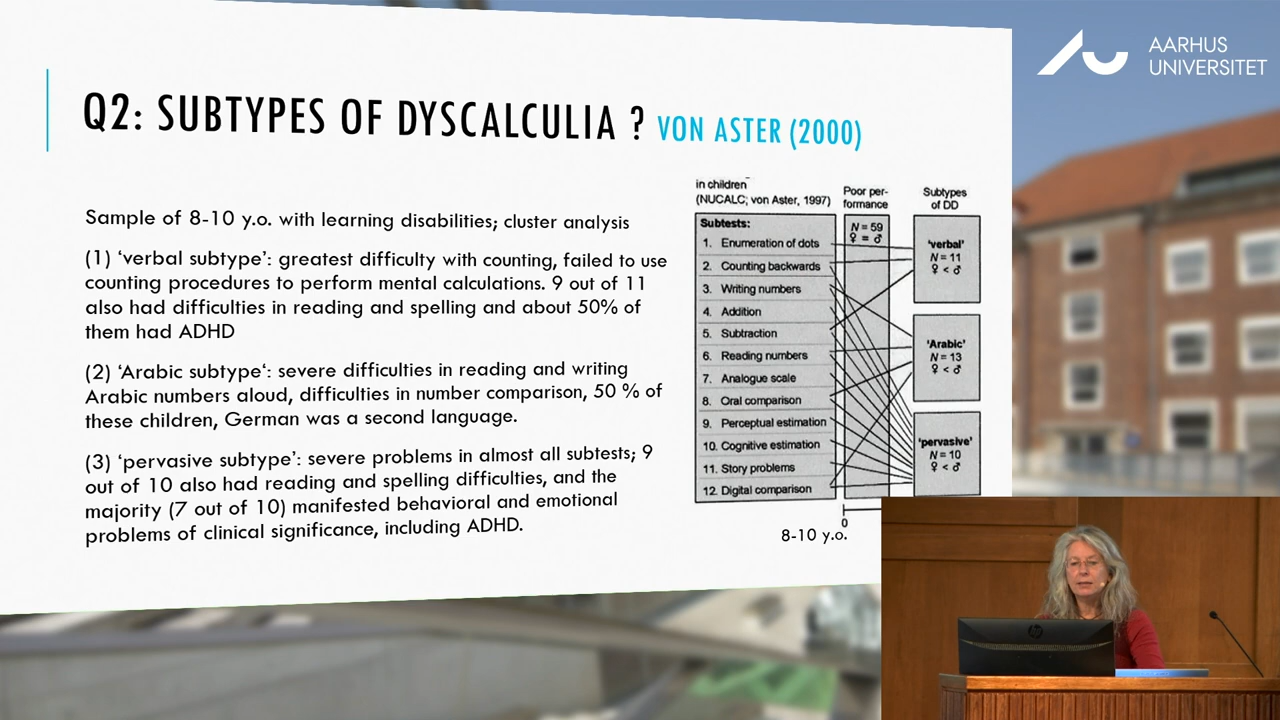 AARHUS
UNIVERSITET
Q2: SUBTYPES OF DYSCALCULIA ? VON ASTER (2000)
Sample of 8-10 y.o. with learning disabilities; cluster analysis
(1) ‘verbal subtype’: greatest difficulty with counting, failed to use
counting procedures to perform mental calculations. 9 out of 11
also had difficulties in reading and spelling and about 50% of
them had ADHD
(2) ‘Arabic subtype‘: severe difficulties in reading and writing
Arabic numbers aloud, difficulties in number comparison, 50 % of
these children, German was a second language.
(3) ‘pervasive subtype’: severe problems in almost all subtests; 9
out of 10 also had reading and spelling difficulties, and the
majority (7 out of 10) manifested behavioral and emotional
problems of clinical significance, including ADHD.
in children
(NUCALC; von Aster, 1997)
Subtests:
1. Enumeration of dots
2. Counting backwards
3. Writing numbers
4. Addition
5. Subtraction
6. Reading numbers
7. Analogue scale
8. Oral comparison
9. Perceptual estimation
10. Cognitive estimation
11. Story problems
12. Digital comparison
Poor per-
formance
N = 59
♀ = ♂
Subtypes
of DD
‘verbal’
N = 11
♀ < ♂
‘Arabic’
N = 13
♀ < ♂
‘pervasive’
N = 10
♀ < ♂
0
8-10 y.o.
hp